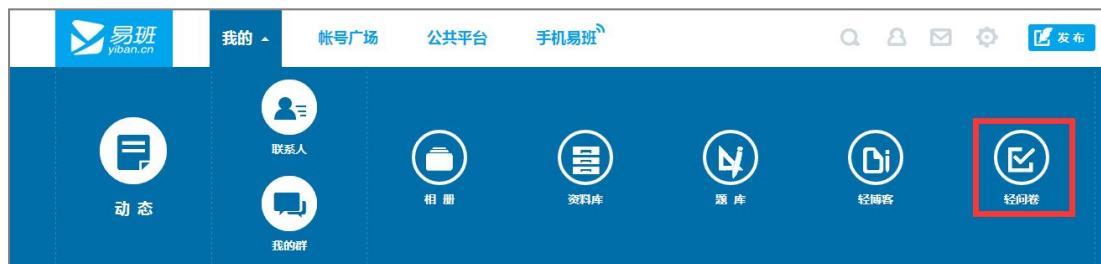 易班
yiban.cn
我的
帐号广场
公共平台
手机易班
发布
动态
联系人
我的群
相册
资料库
题库
轻博客
轻问卷